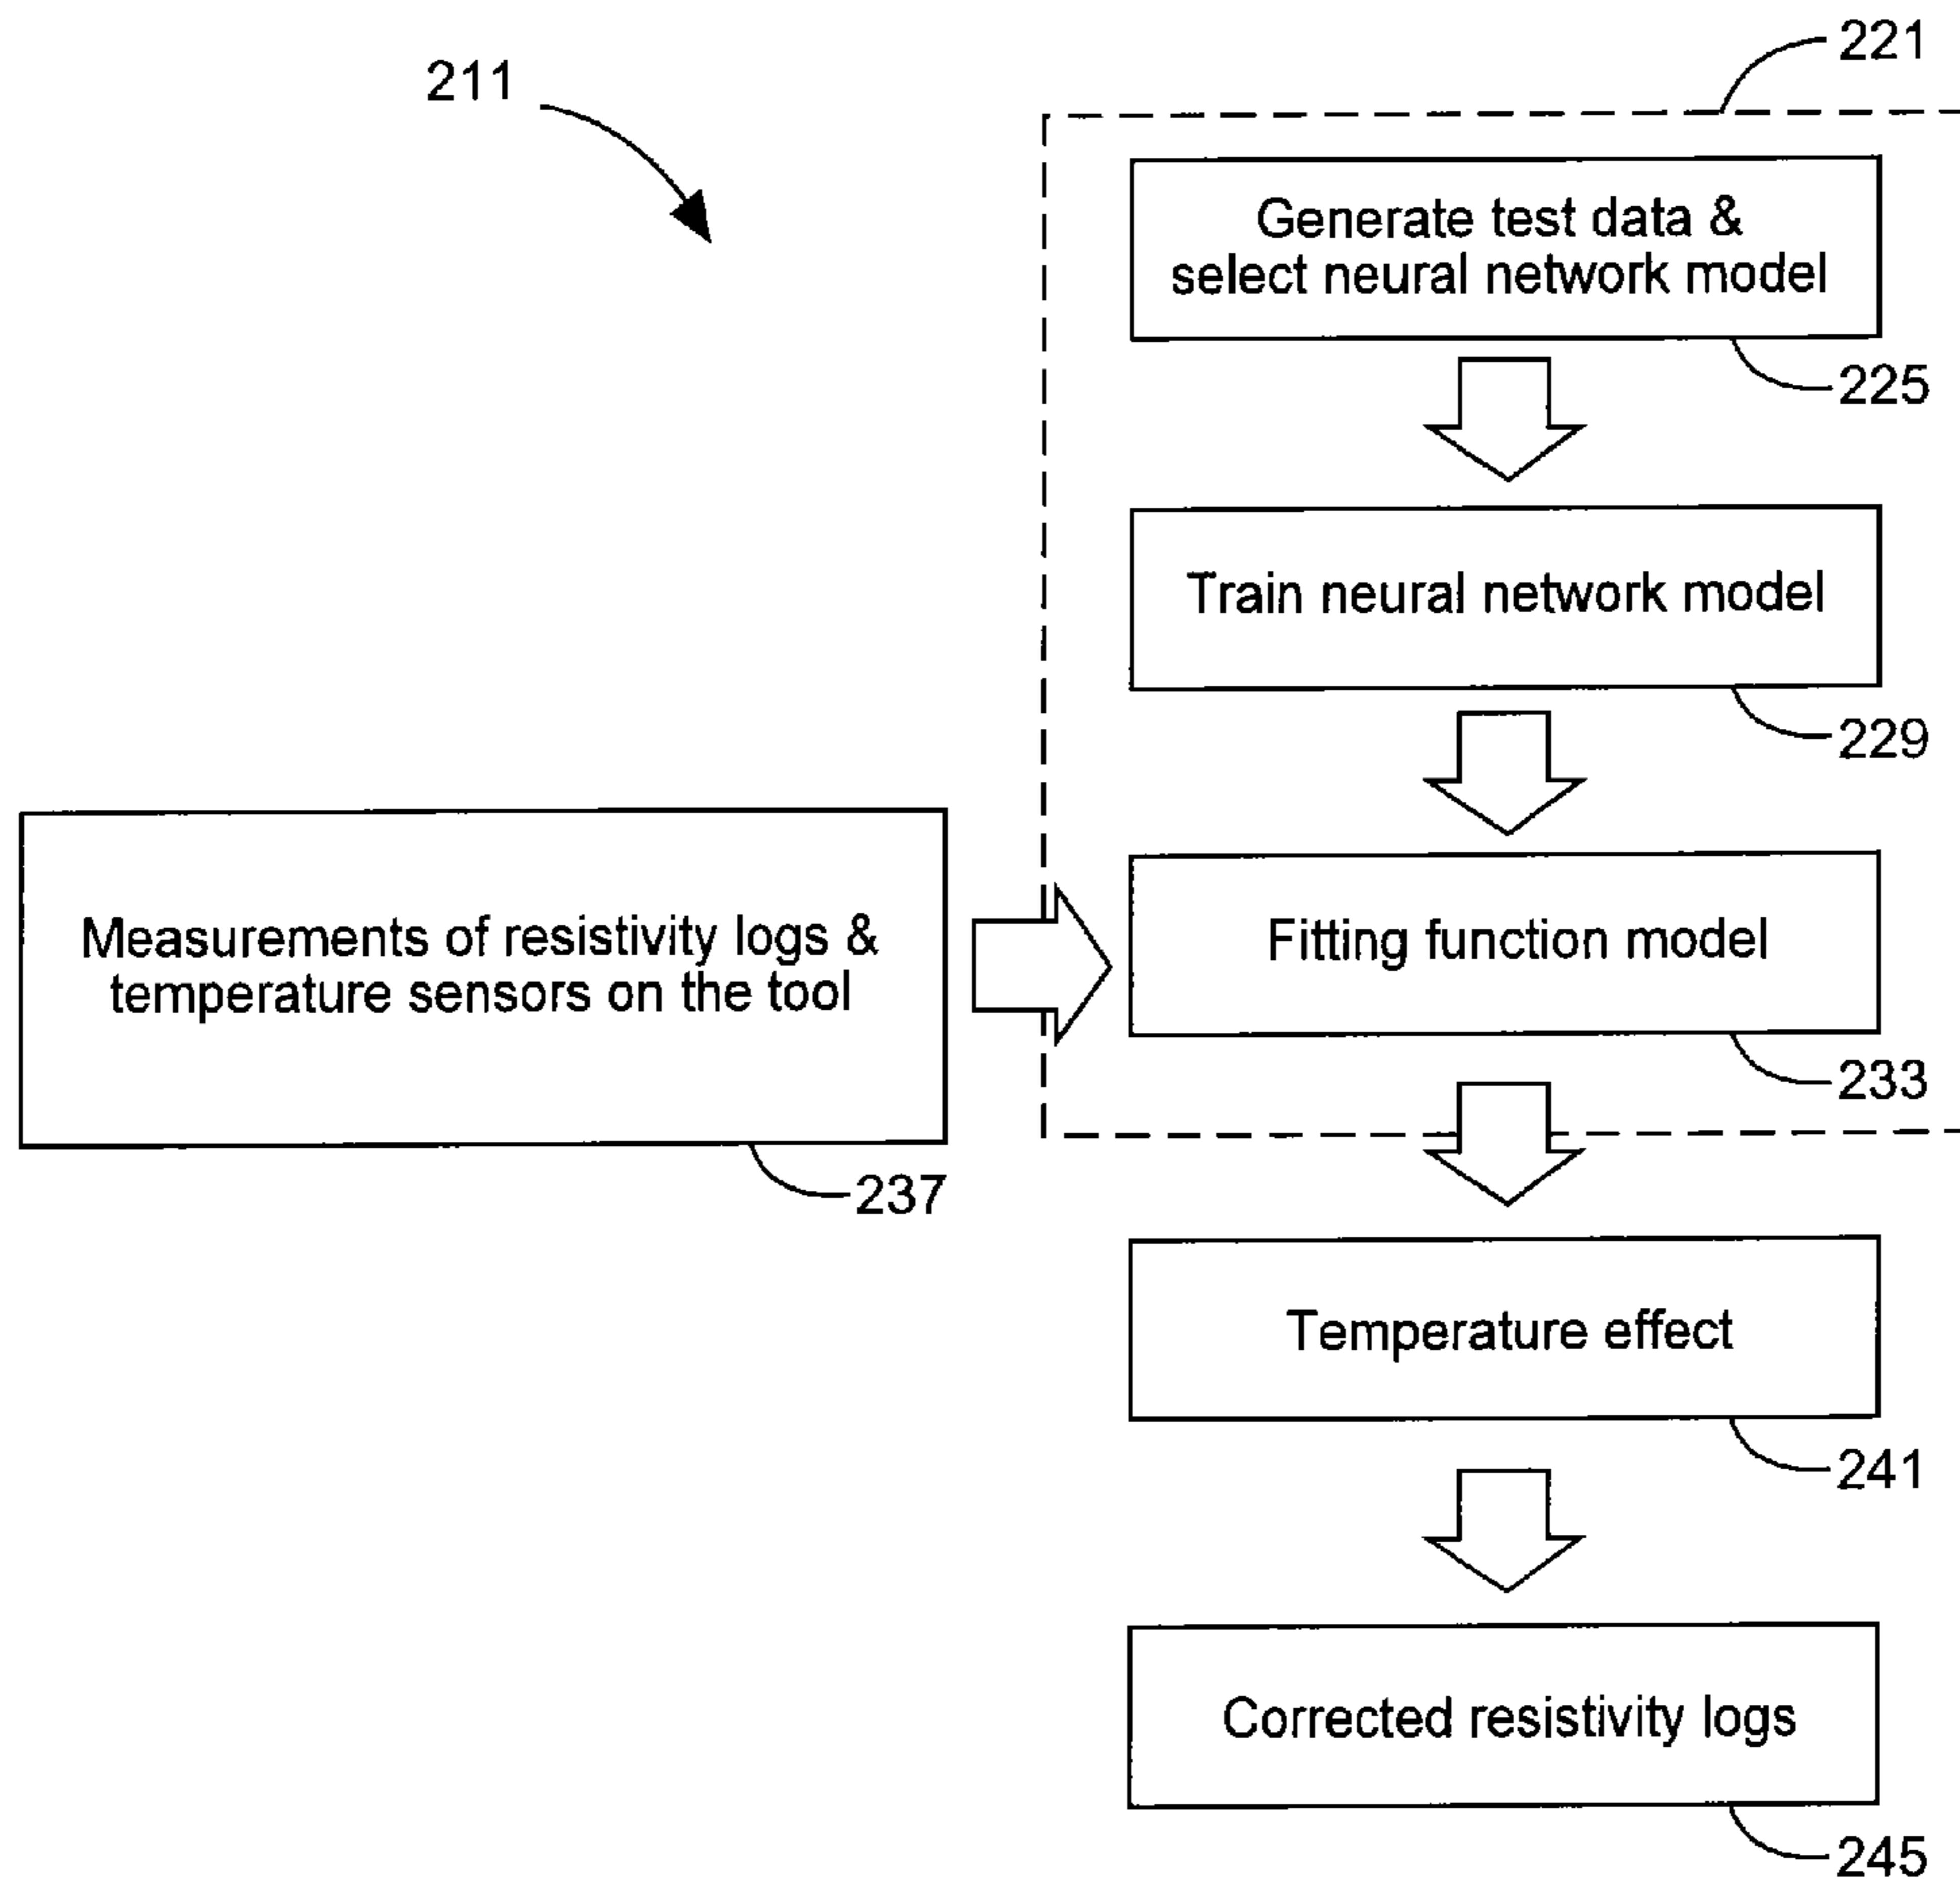 221
211
Generate test data &
select neural network model
225
Train neural network model
229
Measurements of resistivity logs &
temperature sensors on the tool
237
Fitting function model
233
Temperature effect
241
Corrected resistivity logs
245